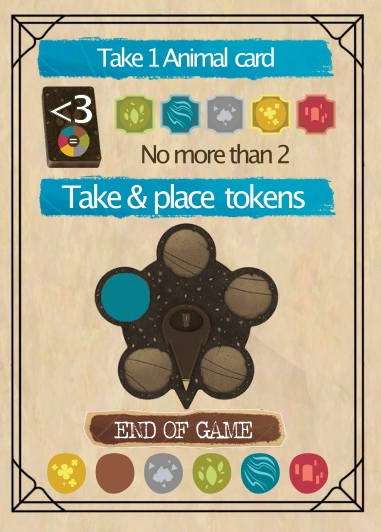 Take 1 Animal card
<3
=
No more than 2
Take & place tokens
END OF GAME